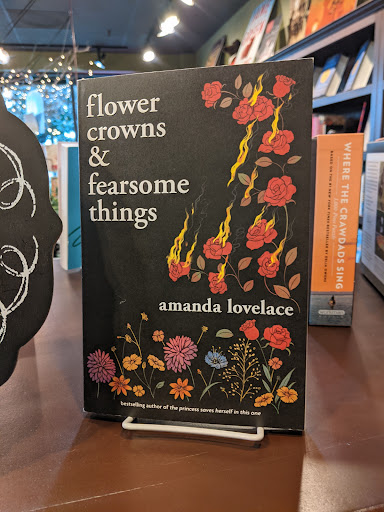 flower
crowns
&
fearsome
things
amanda lovelace
bestselling author of the princess saves herself in this one
WHERE THE CRAWDADS SING